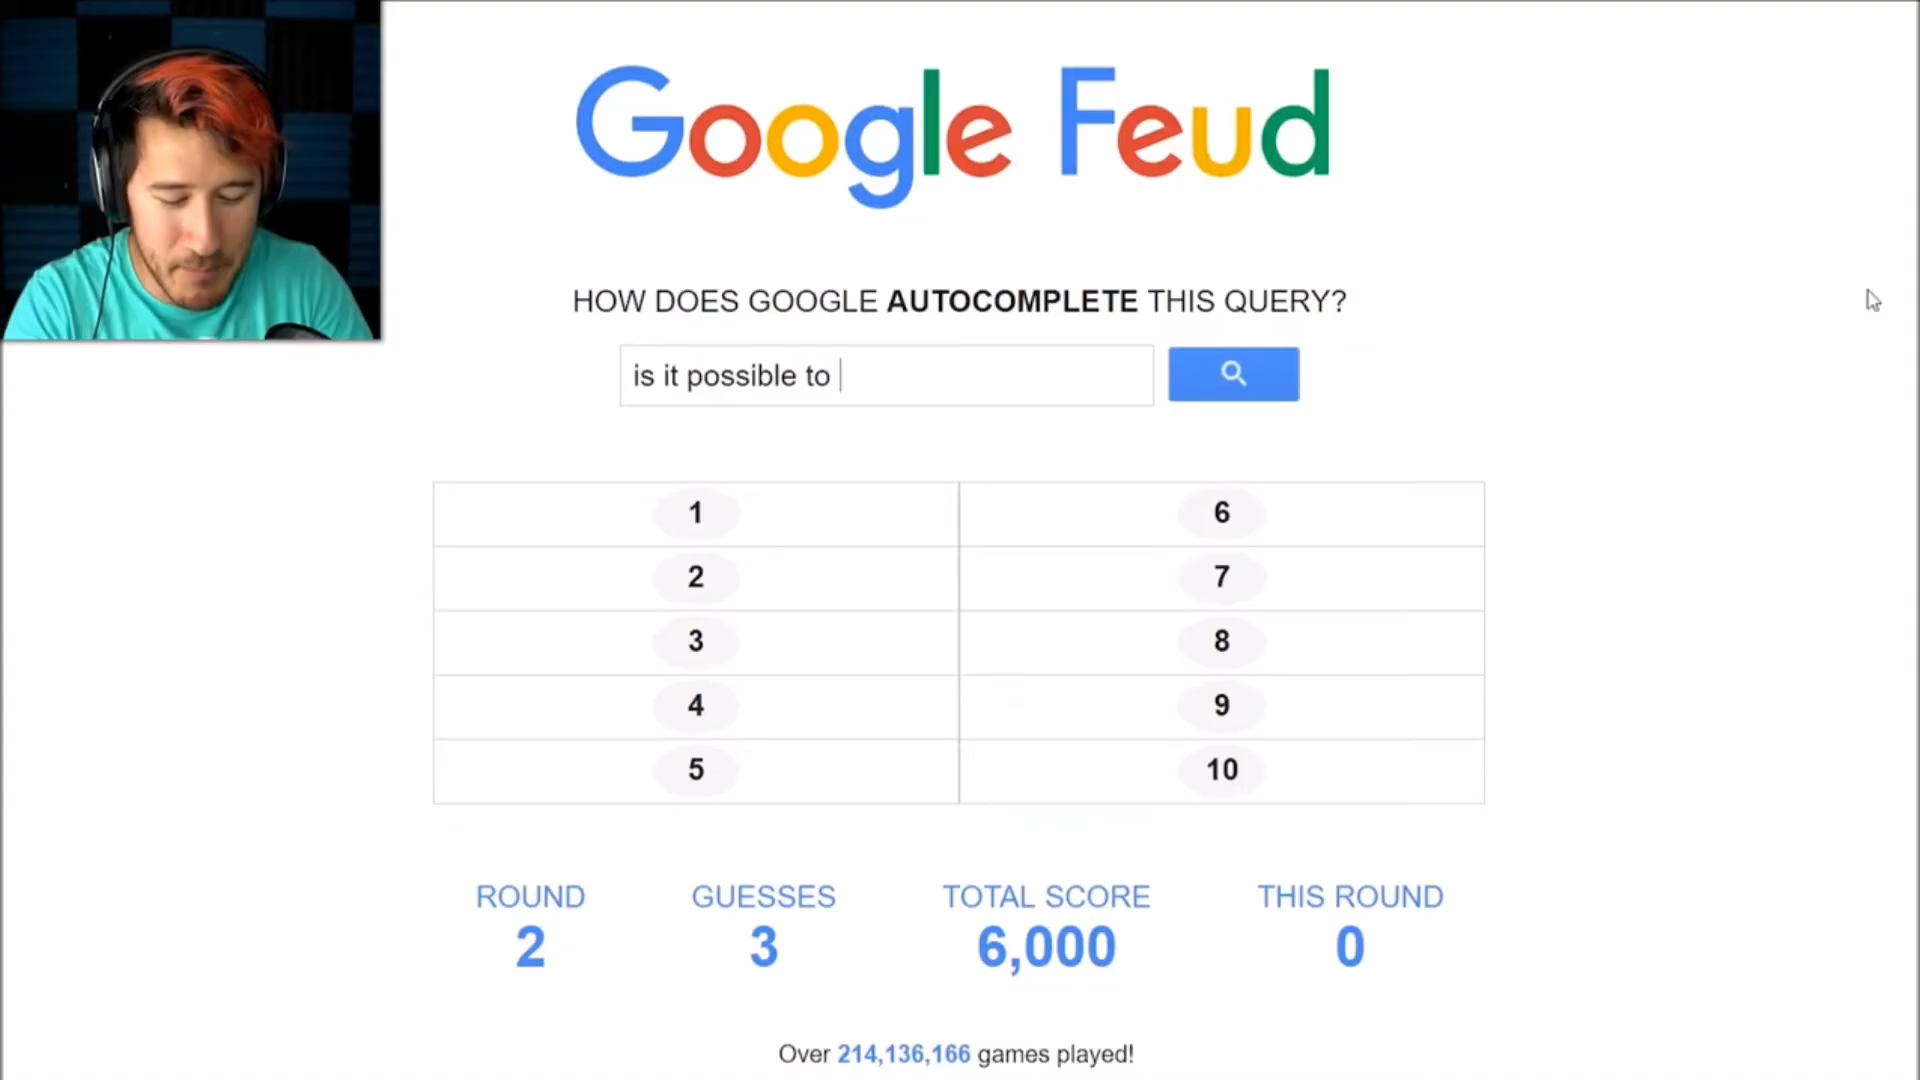 Google Feud
HOW DOES GOOGLE AUTOCOMPLETE THIS QUERY?
is it possible to
1 6
2 7
3 8
4 9
5 10
ROUND GUESSES TOTAL SCORE THIS ROUND
2 3 6,000 0
Over 214,136,166 games played!